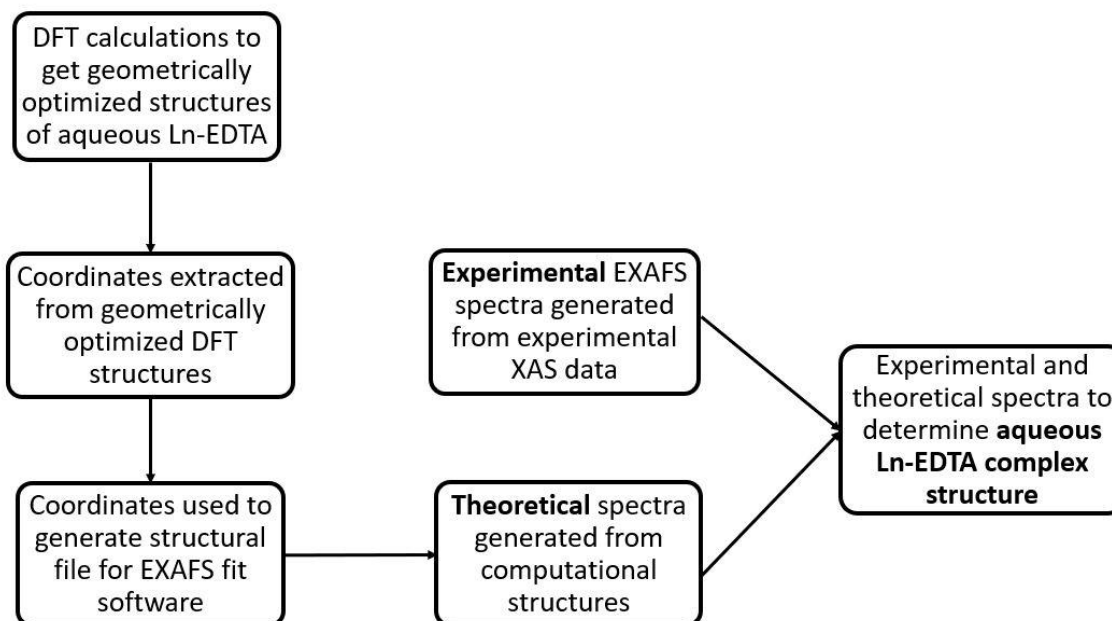 DFT calculations to
get geometrically
optimized structures
of aqueous Ln-EDTA
Coordinates extracted
from geometrically
optimized DFT
structures
Coordinates used to
generate structural
file for EXAFS fit
software
Experimental EXAFS
spectra generated
from experimental
XAS data
Theoretical spectra
generated from
computational
structures
Experimental and
theoretical spectra to
determine aqueous
Ln-EDTA complex
structure